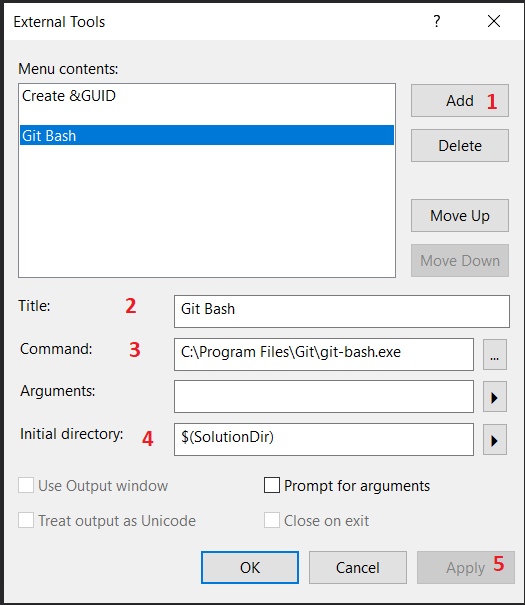 External Tools ?
Menu contents:
Create &GUID
Add 1
Git Bash
Delete
Move Up
Move Down
Title: 2 Git Bash
Command: 3 C:\Program Files\Git\git-bash.exe ...
Arguments:
Initial directory: 4 $(SolutionDir)
Use Output window Prompt for arguments
Treat output as Unicode Close on exit
OK Cancel Apply 5